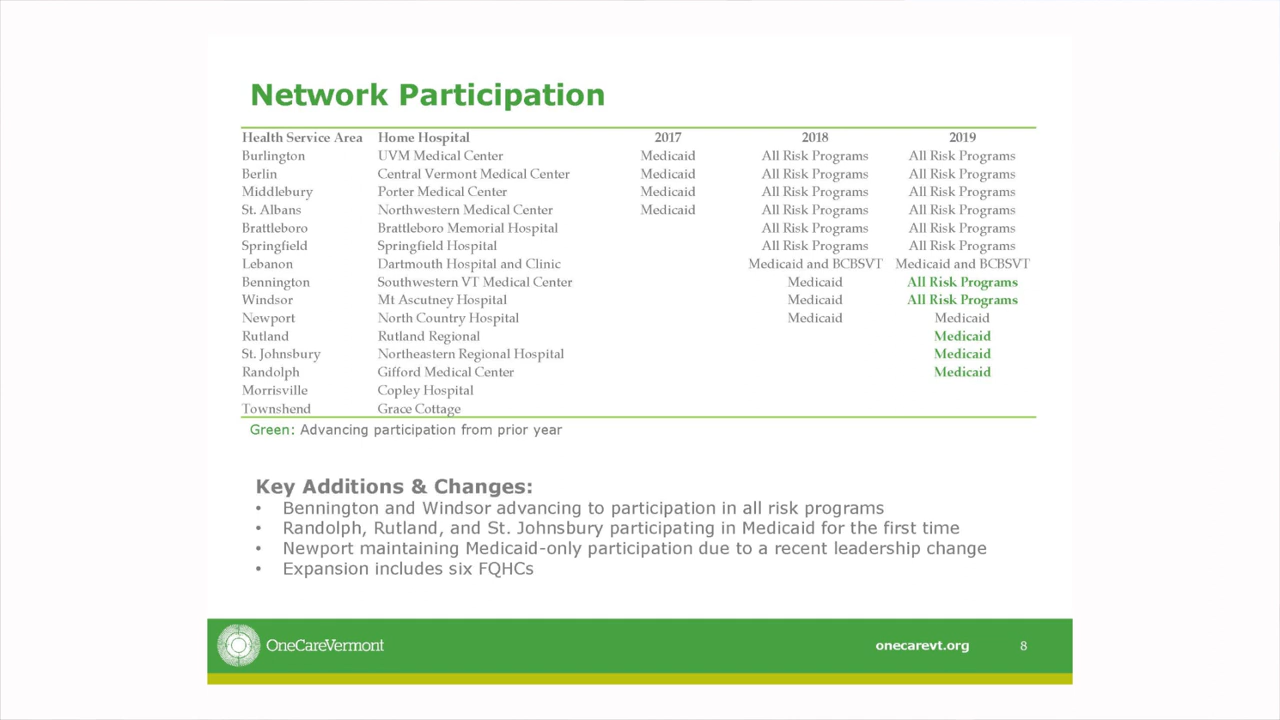 Network Participation
Health Service Area Home Hospital 2017 2018 2019
Burlington UVM Medical Center Medicaid All Risk Programs All Risk Programs
Berlin Central Vermont Medical Center Medicaid All Risk Programs All Risk Programs
Middlebury Porter Medical Center Medicaid All Risk Programs All Risk Programs
St. Albans Northwestern Medical Center Medicaid All Risk Programs All Risk Programs
Brattleboro Brattleboro Memorial Hospital All Risk Programs All Risk Programs
Springfield Springfield Hospital All Risk Programs All Risk Programs
Lebanon Dartmouth Hospital and Clinic Medicaid and BCBSVT Medicaid and BCBSVT
Bennington Southwestern VT Medical Center Medicaid All Risk Programs
Windsor Mt Ascutney Hospital Medicaid All Risk Programs
Newport North Country Hospital Medicaid Medicaid
Rutland Rutland Regional Medicaid
St. Johnsbury Northeastern Regional Hospital Medicaid
Randolph Gifford Medical Center Medicaid
Morrisville Copley Hospital
Townshend Grace Cottage
Green: Advancing participation from prior year
Key Additions & Changes:
• Bennington and Windsor advancing to participation in all risk programs
• Randolph, Rutland, and St. Johnsbury participating in Medicaid for the first time
• Newport maintaining Medicaid-only participation due to a recent leadership change
• Expansion includes six FQHCs
OneCareVermont onecarevt.org 8